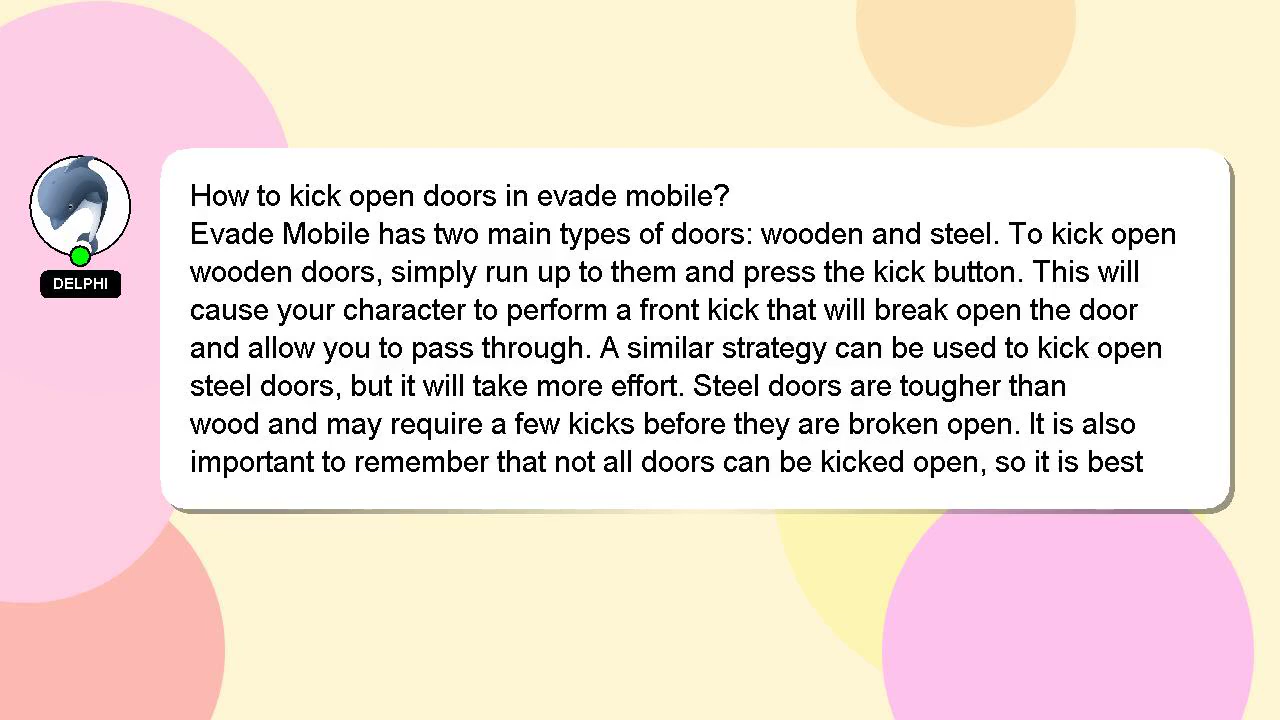 DELPHI
How to kick open doors in evade mobile?
Evade Mobile has two main types of doors: wooden and steel. To kick open
wooden doors, simply run up to them and press the kick button. This will
cause your character to perform a front kick that will break open the door
and allow you to pass through. A similar strategy can be used to kick open
steel doors, but it will take more effort. Steel doors are tougher than
wood and may require a few kicks before they are broken open. It is also
important to remember that not all doors can be kicked open, so it is best